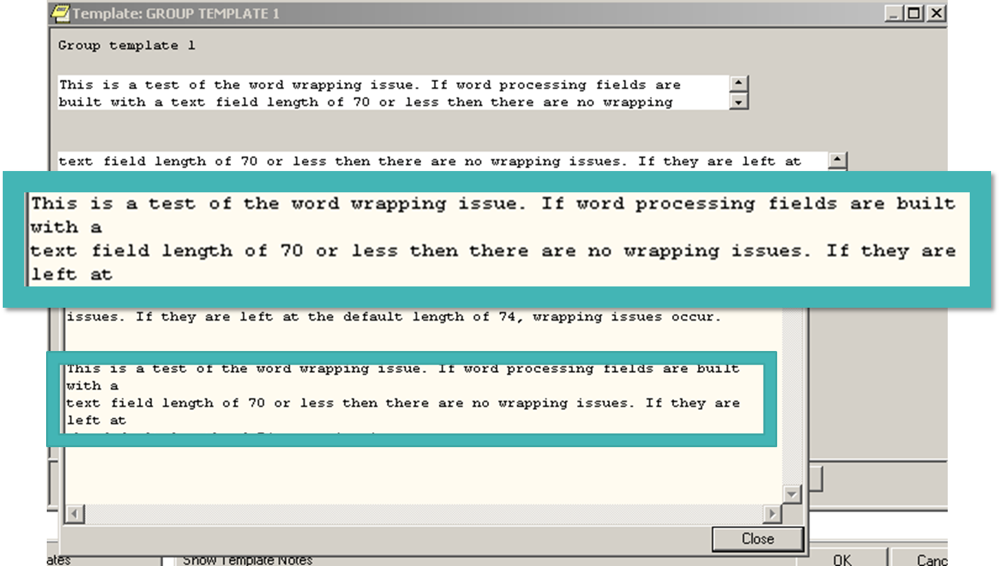 Template: GROUP TEMPLATE 1
Group template 1
This is a test of the word wrapping issue. If word processing fields are
built with a text field length of 70 or less then there are no wrapping
text field length of 70 or less then there are no wrapping issues. If they are left at
This is a test of the word wrapping issue. If word processing fields are built
with a
text field length of 70 or less then there are no wrapping issues. If they are
left at
issues. If they are left at the default length of 74, wrapping issues occur.
This is a test of the word wrapping issue. If word processing fields are built
with a
text field length of 70 or less then there are no wrapping issues. If they are
left at
Close
ates
Show Template Notes
OK
Canc